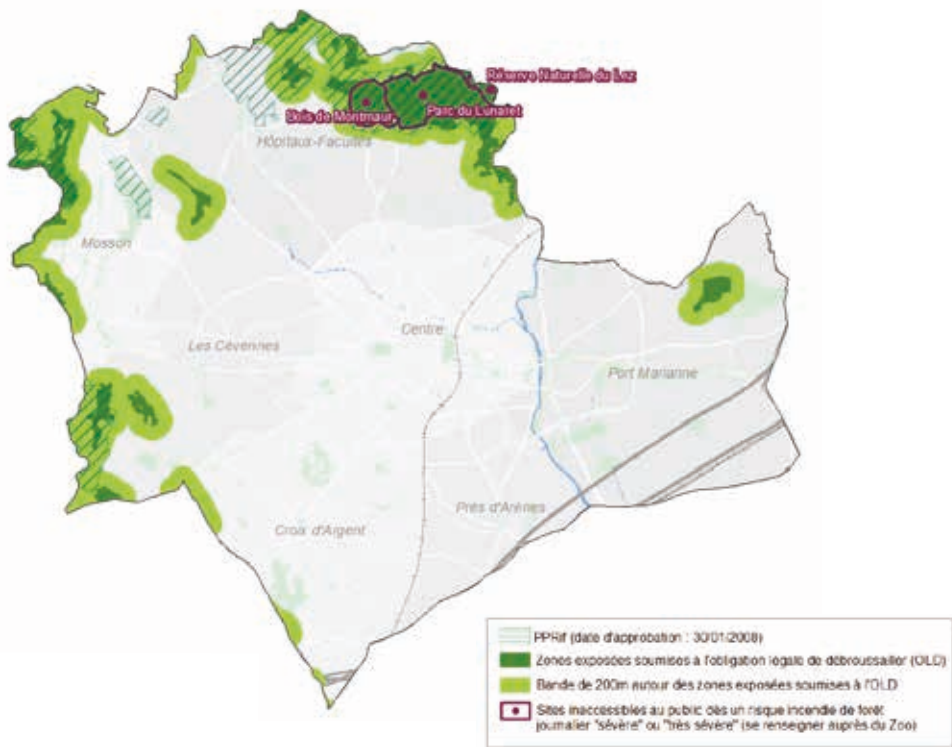 Réserve Naturelle du Lez
Bois de Montmaur
Parc du Lunaret
Hôpitaux-Facultés
Mosson
Centre
Les Cévennes
Port Marianne
Près d'Arènes
Croix d'Argent
PPRif (date d'approbation : 30/01/2008)
Zones exposées soumises à l'obligation légale de débroussailler (OLD)
Bande de 200m autour des zones exposées soumises à l'OLD
Sites inaccessibles au public dès un risque incendie de forêt
journalier "sévère" ou "très sévère" (se renseigner auprès du Zoo)